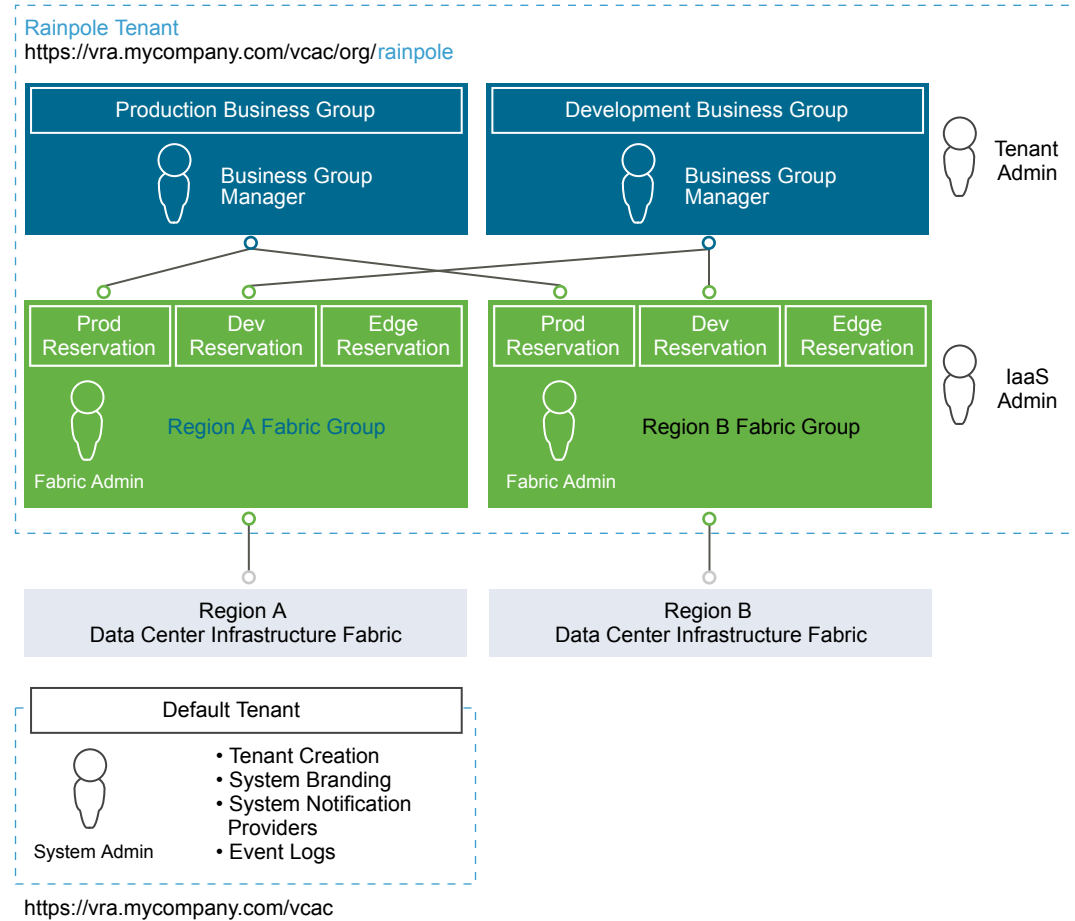 Rainpole Tenant
https://vra.mycompany.com/vcac/org/rainpole
Production Business Group
Development Business Group
Business Group
Manager
Business Group
Manager
Tenant
Admin
Prod
Reservation
Dev
Reservation
Edge
Reservation
Prod
Reservation
Dev
Reservation
Edge
Reservation
Region A Fabric Group
Fabric Admin
Region B Fabric Group
Fabric Admin
IaaS
Admin
Region A
Data Center Infrastructure Fabric
Region B
Data Center Infrastructure Fabric
Default Tenant
• Tenant Creation
• System Branding
• System Notification
Providers
• Event Logs
System Admin
https://vra.mycompany.com/vcac